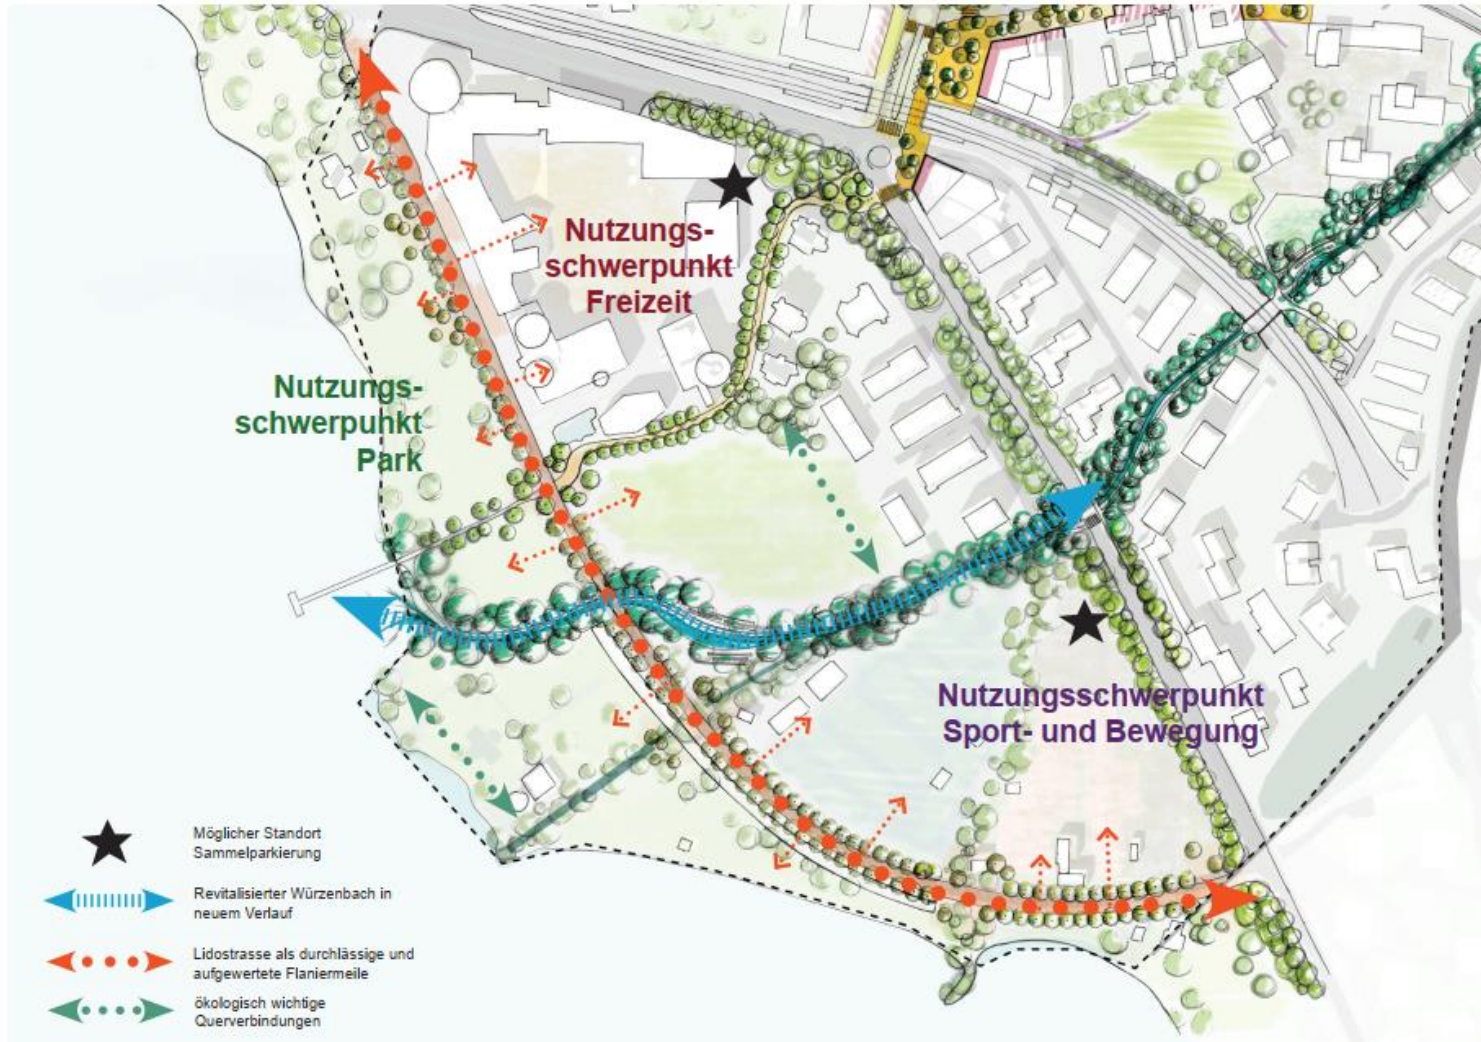 Nutzungs-
schwerpunkt
Freizeit
Nutzungs-
schwerpunkt
Park
Nutzungsschwerpunkt
Sport- und Bewegung
Möglicher Standort
Sammelparkierung
Revitalisierter Würzenbach in
neuem Verlauf
Lidostrasse als durchlässige und
aufgewertete Flaniermeile
ökologisch wichtige
Querverbindungen